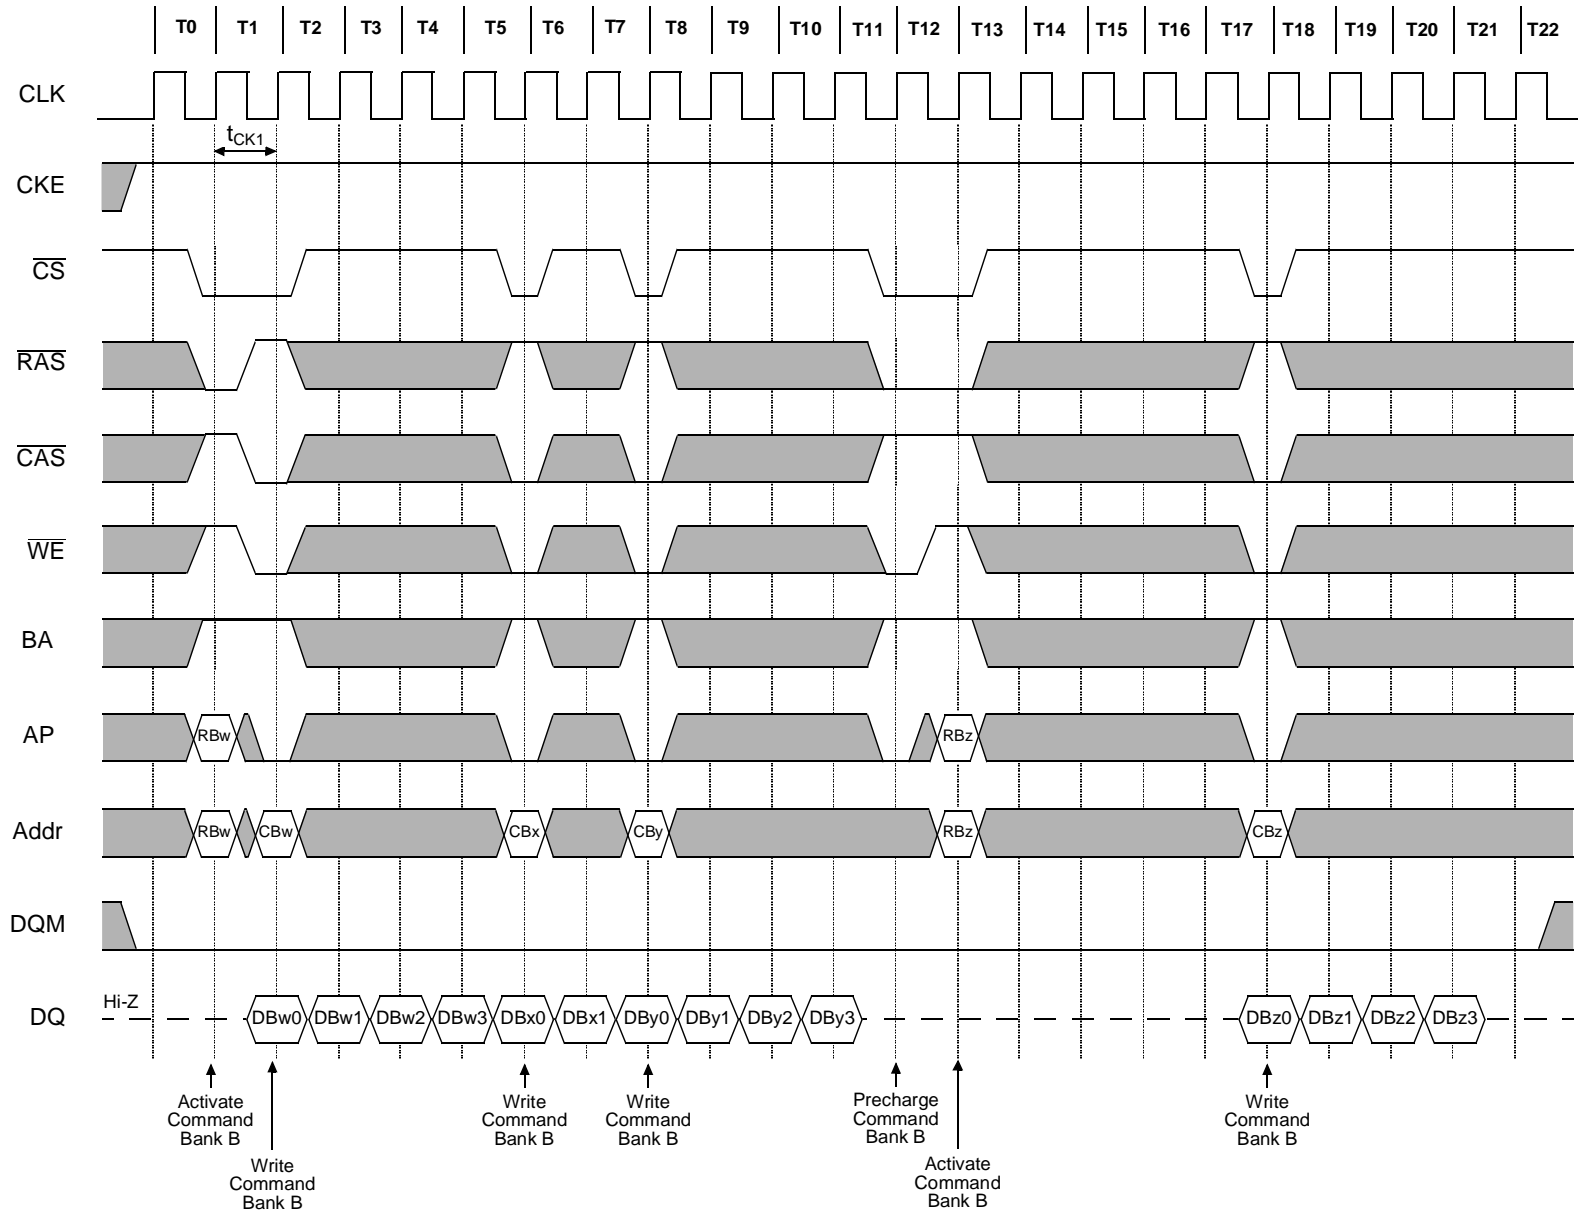 T0 T1 T2 T3 T4 T5 T6 T7 T8 T9 T10 T11 T12 T13 T14 T15 T16 T17 T18 T19 T20 T21 T22
CLK
tCK1
CKE
CS
RAS
CAS
WE
BA
AP RBw RBz
Addr RBw CBw CBx CBy RBz CBz
DQM
Hi-Z
DQ DBw0 DBw1 DBw2 DBw3 DBx0 DBx1 DBy0 DBy1 DBy2 DBy3 DBz0 DBz1 DBz2 DBz3
Activate
Command
Bank B
Write
Command
Bank B
Write
Command
Bank B
Write
Command
Bank B
Precharge
Command
Bank B
Activate
Command
Bank B
Write
Command
Bank B